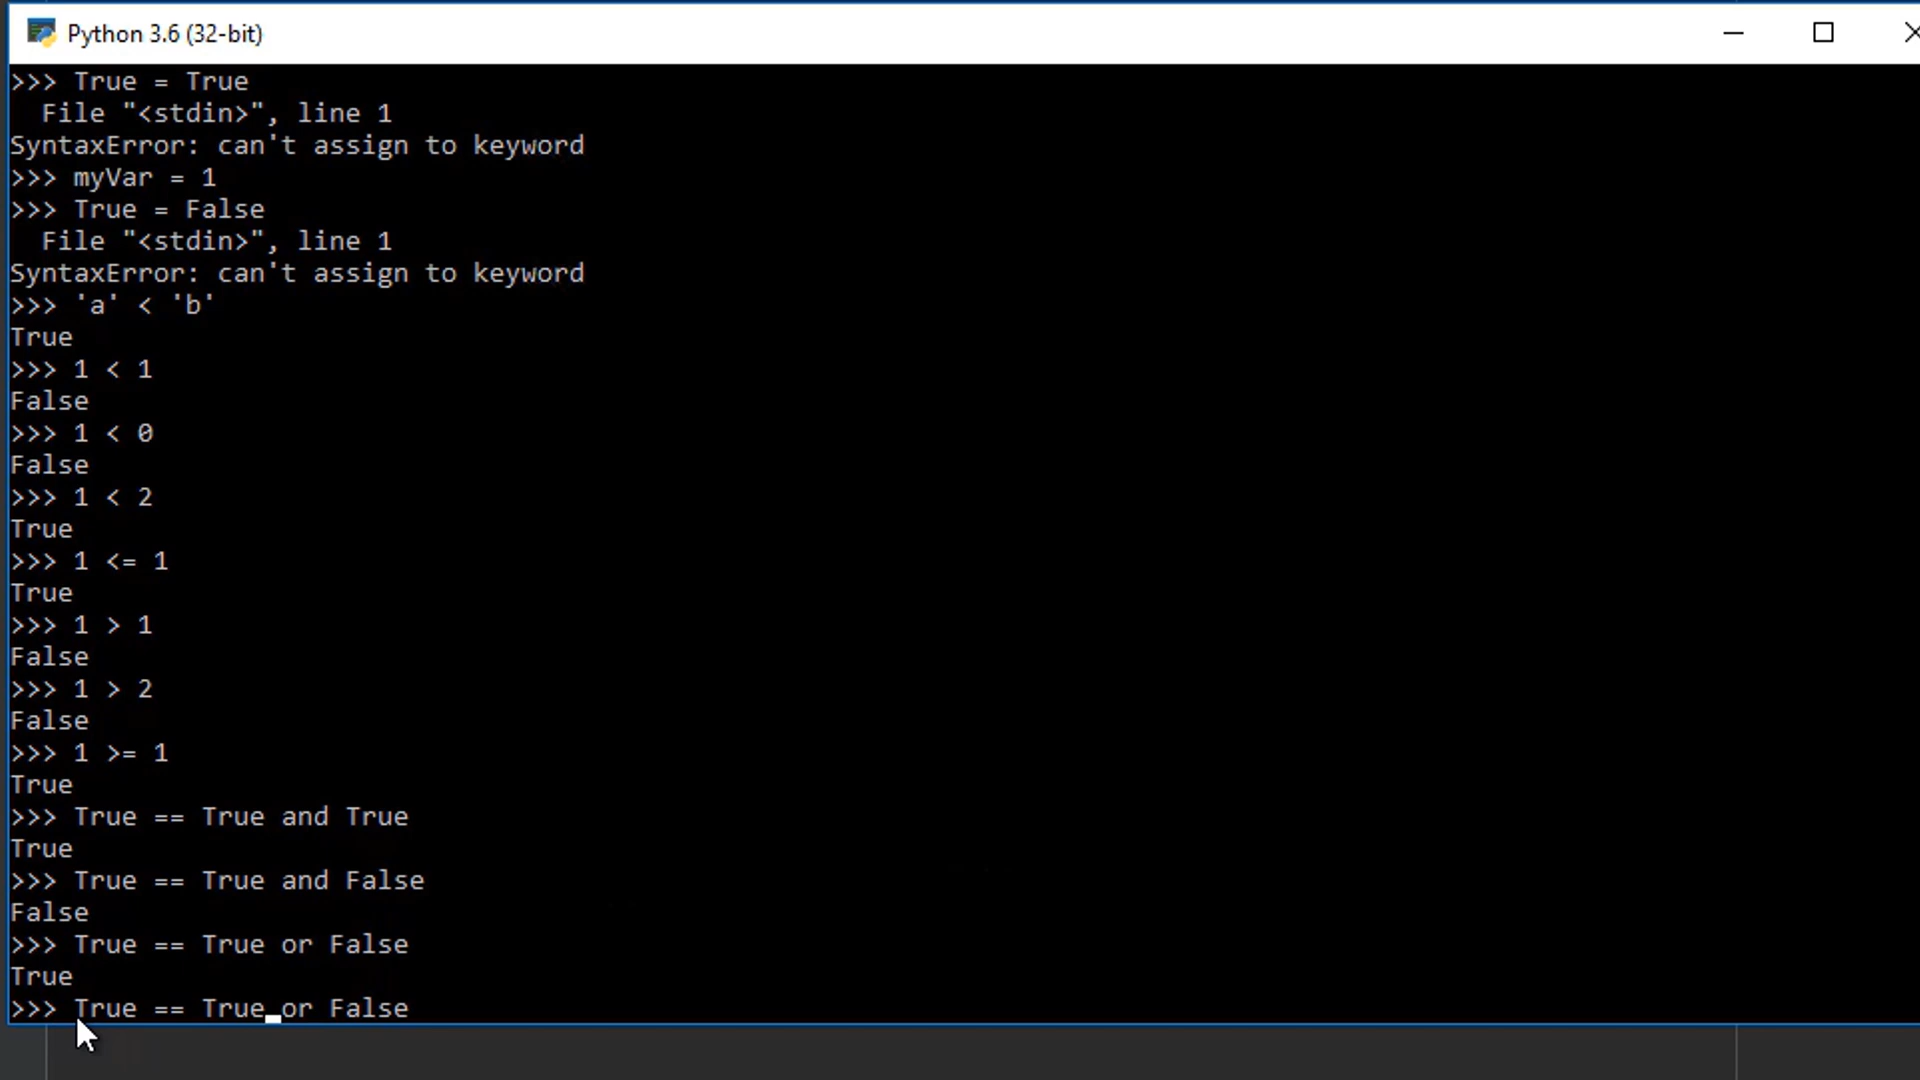 Python 3.6 (32-bit)
>>> True = True
  File "<stdin>", line 1
SyntaxError: can't assign to keyword
>>> myVar = 1
>>> True = False
  File "<stdin>", line 1
SyntaxError: can't assign to keyword
>>> 'a' < 'b'
True
>>> 1 < 1
False
>>> 1 < 0
False
>>> 1 < 2
True
>>> 1 <= 1
True
>>> 1 > 1
False
>>> 1 > 2
False
>>> 1 >= 1
True
>>> True == True and True
True
>>> True == True and False
False
>>> True == True or False
True
>>> True == True or False